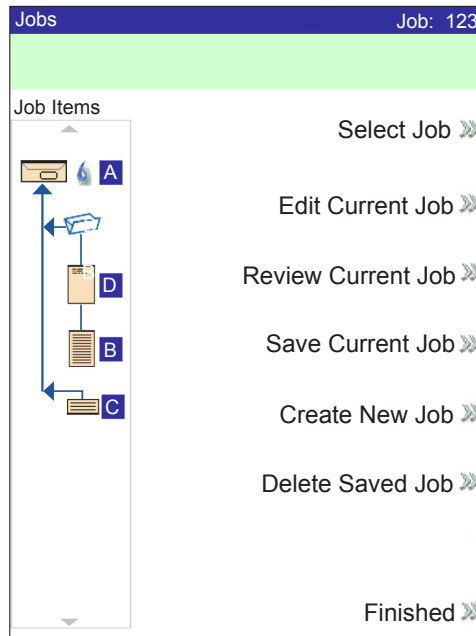 Jobs Job: 123
Job Items
Select Job
A
Edit Current Job
Review Current Job
D
Save Current Job
B
Create New Job
C
Delete Saved Job
Finished